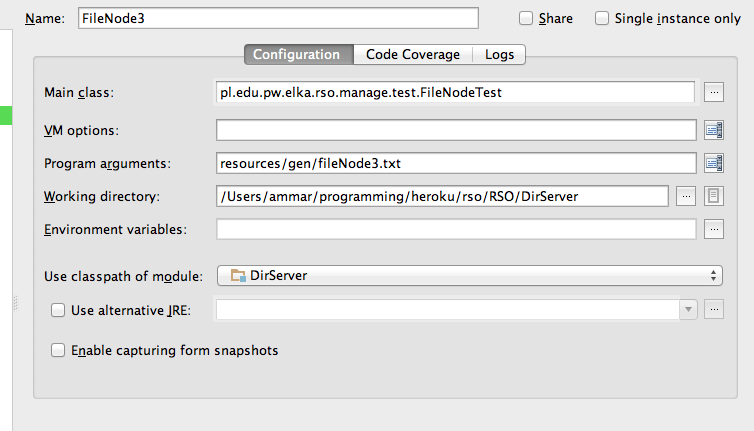 Name: FileNode3 Share Single instance only
Configuration Code Coverage Logs
Main class: pl.edu.pw.elka.rso.manage.test.FileNodeTest ...
VM options:
Program arguments: resources/gen/fileNode3.txt
Working directory: /Users/ammar/programming/heroku/rso/RSO/DirServer ...
Environment variables: ...
Use classpath of module: DirServer
Use alternative JRE: ...
Enable capturing form snapshots